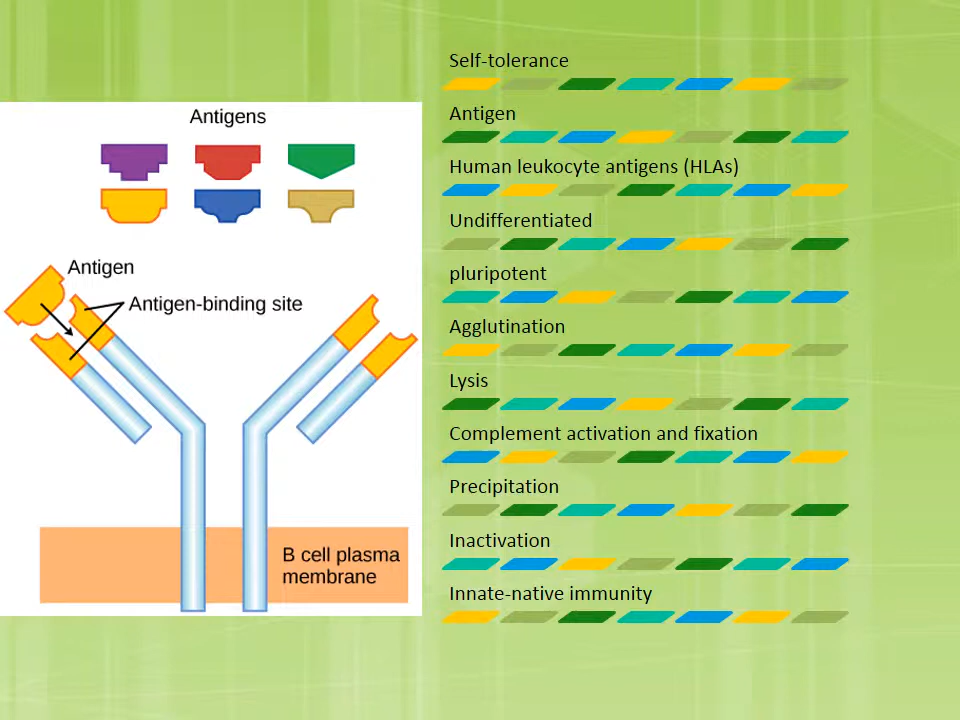 Antigens
Antigen
Antigen-binding site
B cell plasma
membrane
Self-tolerance
Antigen
Human leukocyte antigens (HLAs)
Undifferentiated
pluripotent
Agglutination
Lysis
Complement activation and fixation
Precipitation
Inactivation
Innate-native immunity